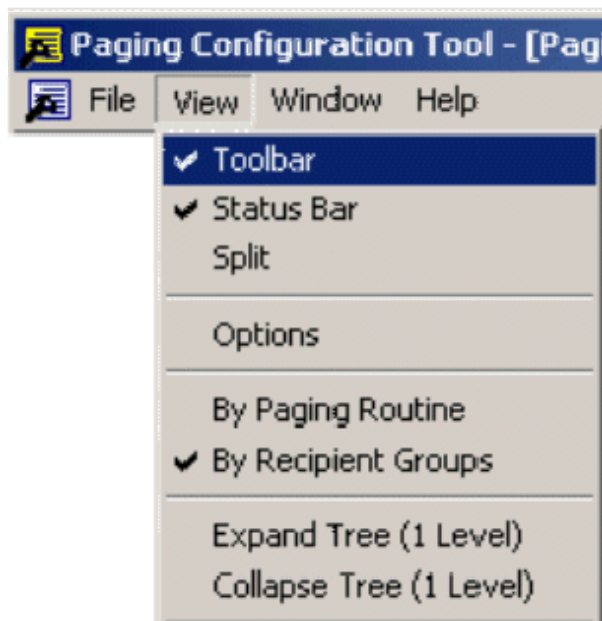 Paging Configuration Tool - [Pagi
File View Window Help
Toolbar
Status Bar
Split
Options
By Paging Routine
By Recipient Groups
Expand Tree (1 Level)
Collapse Tree (1 Level)